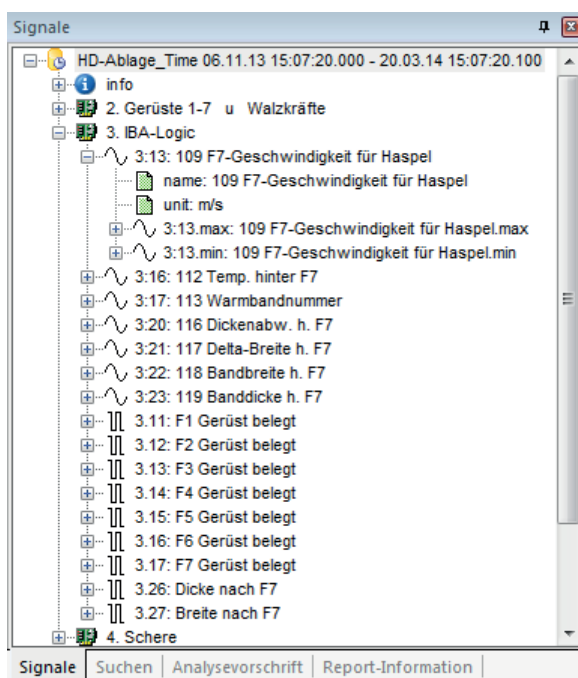 Signale
HD-Ablage_Time 06.11.13 15:07:20.000 - 20.03.14 15:07:20.100
info
2. Gerüste 1-7 u Walzkräfte
3. IBA-Logic
3:13: 109 F7-Geschwindigkeit für Haspel
name: 109 F7-Geschwindigkeit für Haspel
unit: m/s
3:13.max: 109 F7-Geschwindigkeit für Haspel.max
3:13.min: 109 F7-Geschwindigkeit für Haspel.min
3:16: 112 Temp. hinter F7
3:17: 113 Warmbandnummer
3:20: 116 Dickenabw. h. F7
3:21: 117 Delta-Breite h. F7
3:22: 118 Bandbreite h. F7
3:23: 119 Banddicke h. F7
3.11: F1 Gerüst belegt
3.12: F2 Gerüst belegt
3.13: F3 Gerüst belegt
3.14: F4 Gerüst belegt
3.15: F5 Gerüst belegt
3.16: F6 Gerüst belegt
3.17: F7 Gerüst belegt
3.26: Dicke nach F7
3.27: Breite nach F7
4. Schere
Signale Suchen Analysevorschrift Report-Information